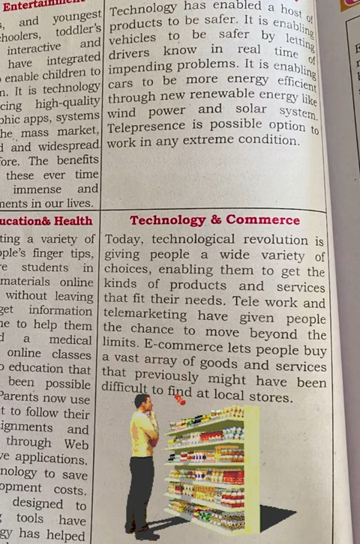 Entertainment
, and youngest
hoolers, toddler's
interactive and
have integrated
enable children to
n. It is technology
cing high-quality
phic apps, systems
he mass market,
d and widespread
fore. The benefits
these ever time
immense and
ments in our lives.
Technology has enabled a host of
products to be safer. It is enabling
vehicles to be safer by letting
drivers know in real time of
impending problems. It is enabling
cars to be more energy efficient
through new renewable energy like
wind power and solar system.
Telepresence is possible option to
work in any extreme condition.
ucation& Health
ting a variety of
ople's finger tips,
re students in
materials online
without leaving
get information
ne to help them
d a medical
online classes
o education that
been possible
Parents now use
t to follow their
ignments and
through Web
ve applications.
nology to save
opment costs,
designed to
g tools have
gy has helped
Technology & Commerce
Today, technological revolution is
giving people a wide variety of
choices, enabling them to get the
kinds of products and services
that fit their needs. Tele work and
telemarketing have given people
the chance to move beyond the
limits. E-commerce lets people buy
a vast array of goods and services
that previously might have been
difficult to find at local stores.